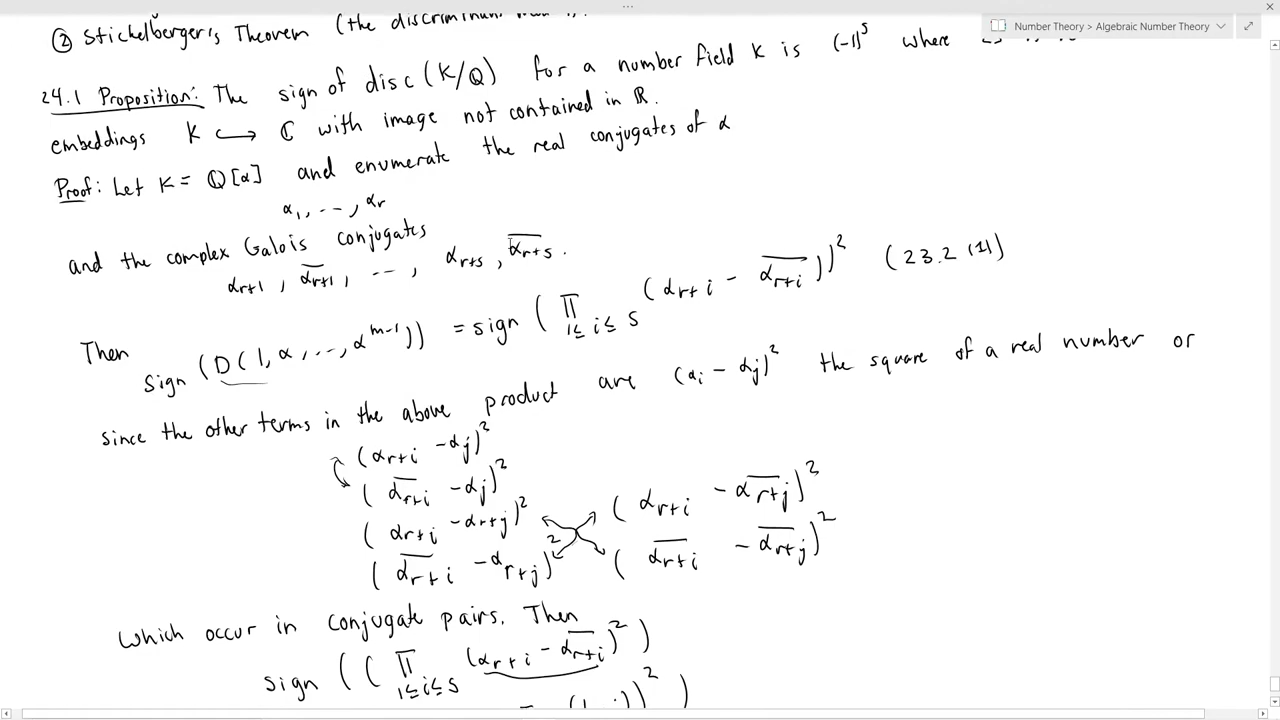 Number Theory > Algebraic Number Theory
② Stickelberger's Theorem (the discriminant
24.1 Proposition: The sign of disc (K/Q) for a number field K is (-1)^s where
embeddings K ↪ ℂ with image not contained in ℝ.
Proof: Let K = Q[α] and enumerate the real conjugates of α
α_1, ..., α_r
and the complex Galois conjugates
α_{r+1}, \overline{α_{r+1}}, ..., α_{r+s}, \overline{α_{r+s}}.
Then sign (D(1, α, ..., α^{m-1})) = sign ( ∏_{1≤i≤s} (α_{r+i} - \overline{α_{r+i}}))^2 (23.2 (2))
since the other terms in the above product are (α_i - α_j)^2 the square of a real number or
(α_{r+i} - α_j)^2
(\overline{α_{r+i}} - α_j)^2
(α_{r+i} - α_{r+j})^2 (α_{r+i} - \overline{α_{r+j}})^2
(\overline{α_{r+i}} - α_{r+j})^2 (\overline{α_{r+i}} - \overline{α_{r+j}})^2
Which occur in conjugate pairs. Then
sign (( ∏_{1≤i≤s} (α_{r+i} - \overline{α_{r+i}})^2 )